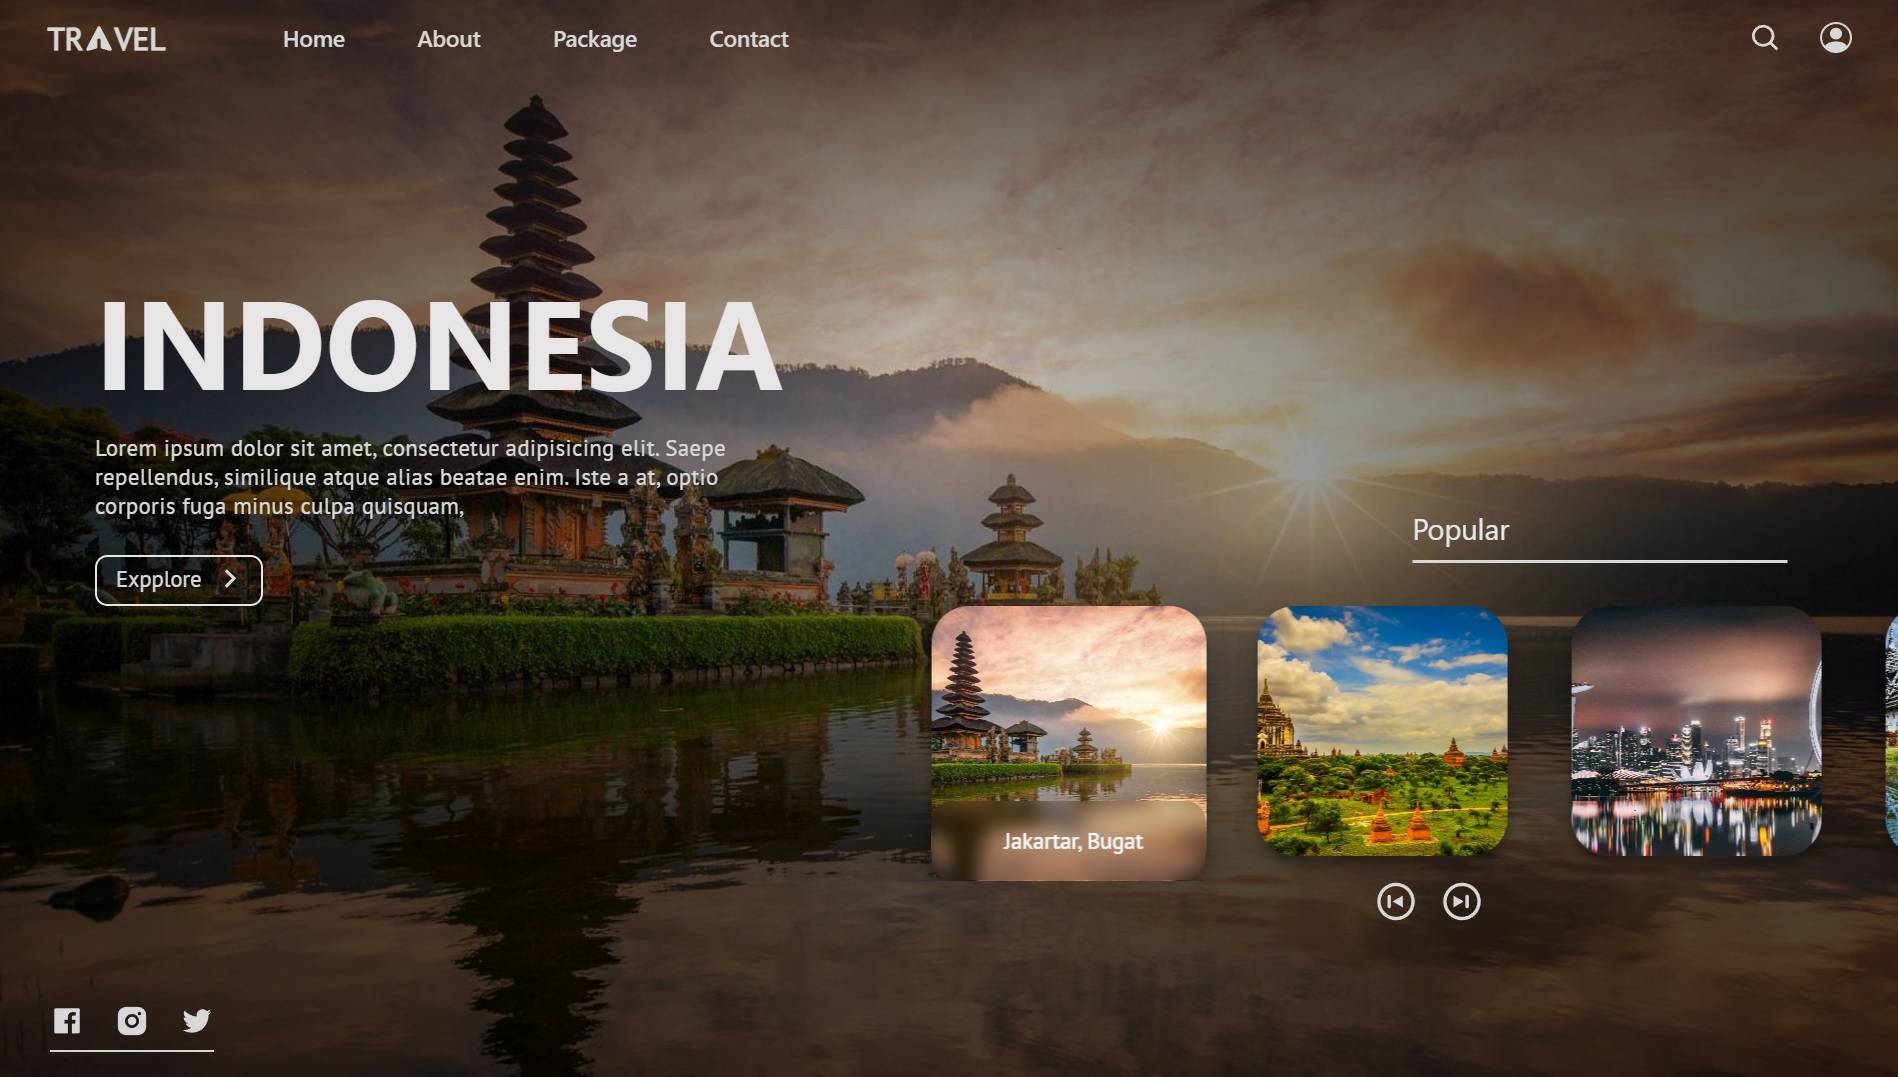 TRAVEL
Home
About
Package
Contact
INDONESIA
Lorem ipsum dolor sit amet, consectetur adipisicing elit. Saepe
repellendus, similique atque alias beatae enim. Iste a at, optio
corporis fuga minus culpa quisquam,
Expplore
Popular
Jakartar, Bugat